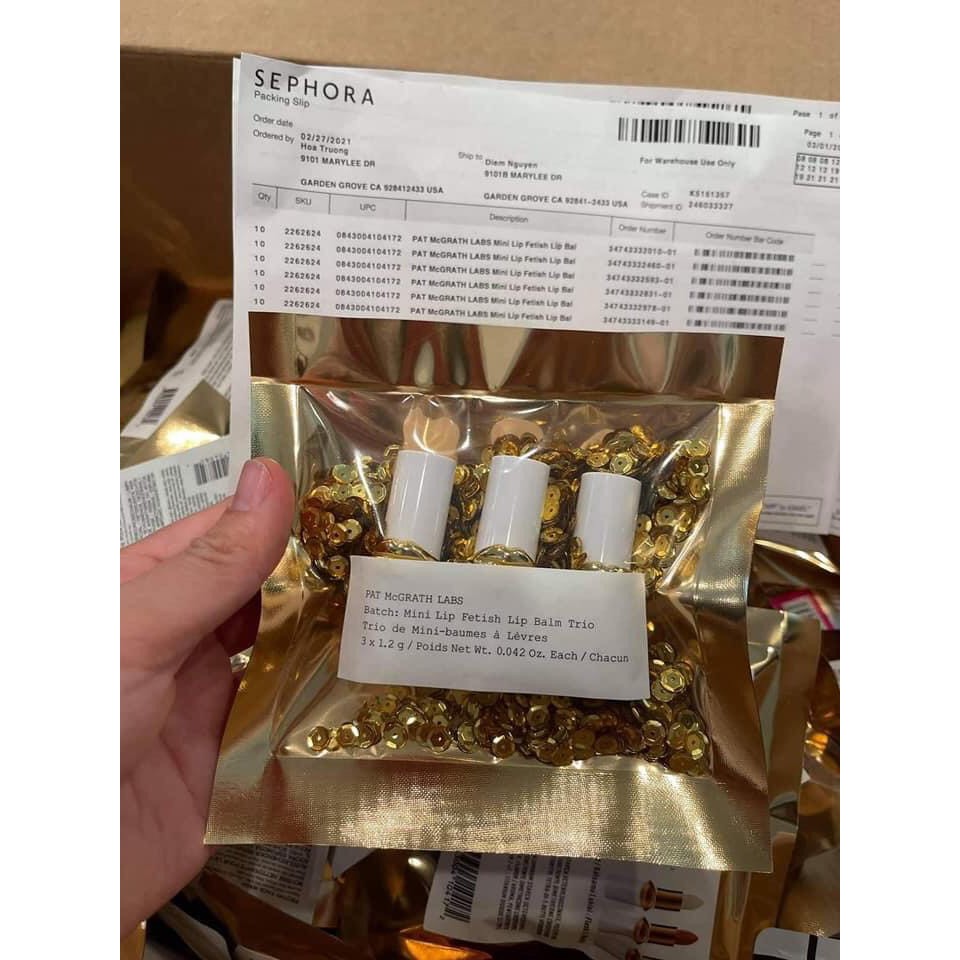 SEPHORA
Packing Slip
Page 1 of
Page 1
Order date
Ordered by 02/27/2021
Hoa Truong
9101 MARYLEE DR
GARDEN GROVE CA 928412433 USA
Ship to Diem Nguyen
9101B MARYLEE DR
GARDEN GROVE CA 92841-2433 USA
For Warehouse Use Only
Case ID K5151357
Shipment ID 246033327
Qty SKU UPC Description Order Number Order Number Bar Code
10 2262624 0843004104172 PAT McGRATH LABS Mini Lip Fetish Lip Bal 34743332010-01
10 2262624 0843004104172 PAT McGRATH LABS Mini Lip Fetish Lip Bal 34743332460-01
10 2262624 0843004104172 PAT McGRATH LABS Mini Lip Fetish Lip Bal 34743332593-01
10 2262624 0843004104172 PAT McGRATH LABS Mini Lip Fetish Lip Bal 34743332831-01
10 2262624 0843004104172 PAT McGRATH LABS Mini Lip Fetish Lip Bal 34743332978-01
10 2262624 0843004104172 PAT McGRATH LABS Mini Lip Fetish Lip Bal 34743333149-01
PAT McGRATH LABS
Batch: Mini Lip Fetish Lip Balm Trio
Trio de Mini-baumes à Lèvres
3 x 1.2 g / Poids Net Wt. 0.042 Oz. Each / Chacun